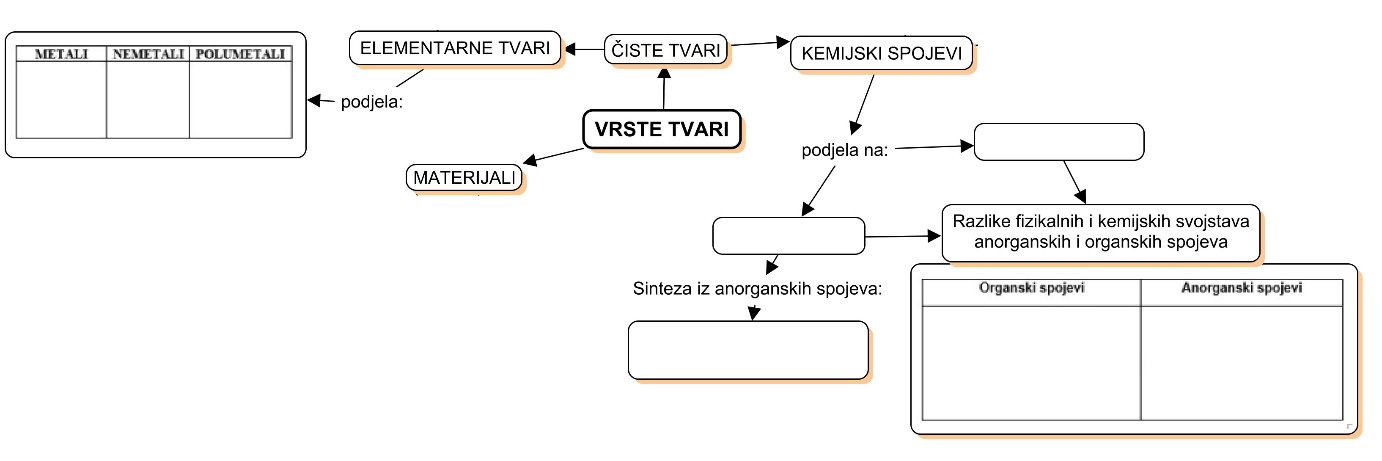 METALI NEMETALI POLUMETALI
ELEMENTARNE TVARI
ČISTE TVARI
KEMIJSKI SPOJEVI
podjela:
VRSTE TVARI
MATERIJALI
podjela na:
Razlike fizikalnih i kemijskih svojstava
anorganskih i organskih spojeva
Sinteza iz anorganskih spojeva:
Organski spojevi
Anorganski spojevi